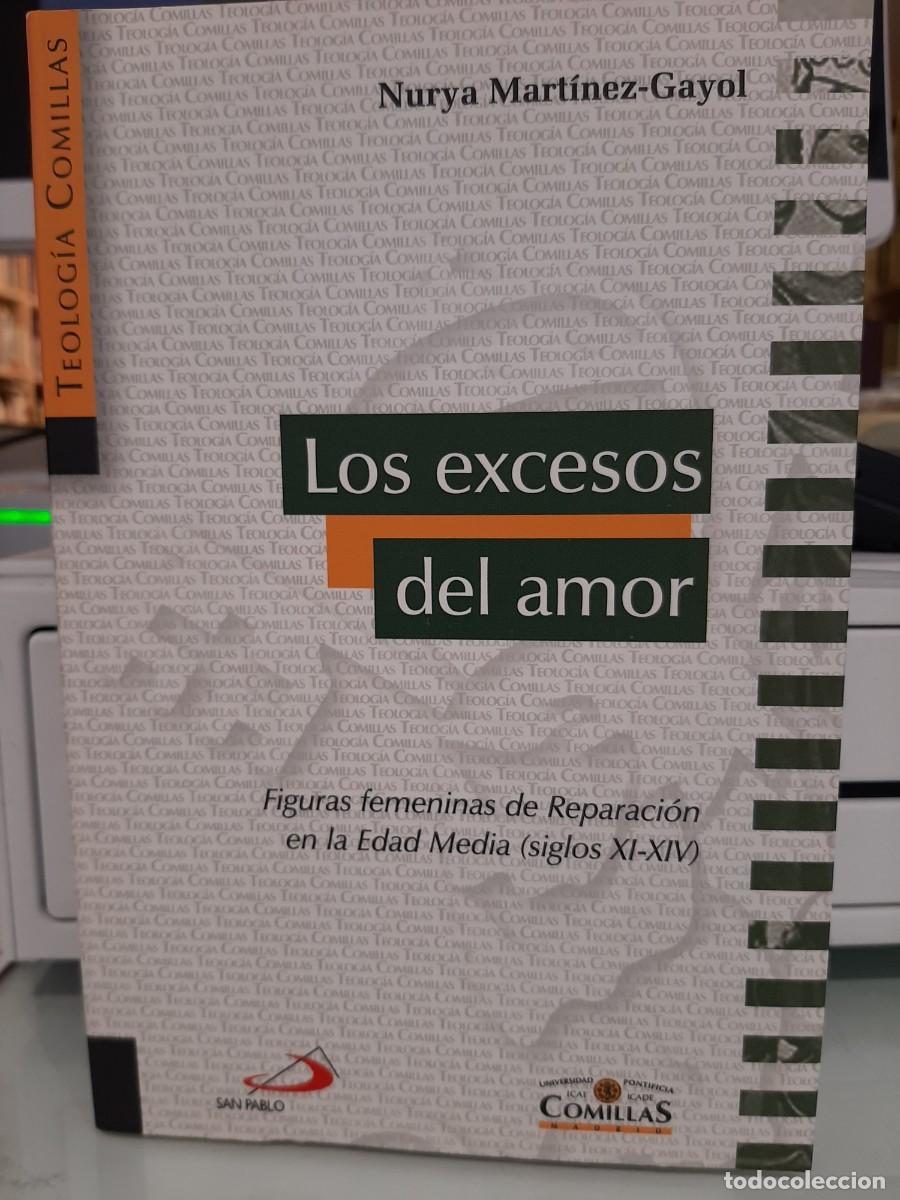 TEOLOGÍA COMILLAS
Nurya Martínez-Gayol
Los excesos
del amor
Figuras femeninas de Reparación
en la Edad Media (siglos XI-XIV)
SAN PABLO
UNIVERSIDAD PONTIFICIA
ICAI ICADE
COMILLAS
MADRID
todocoleccion